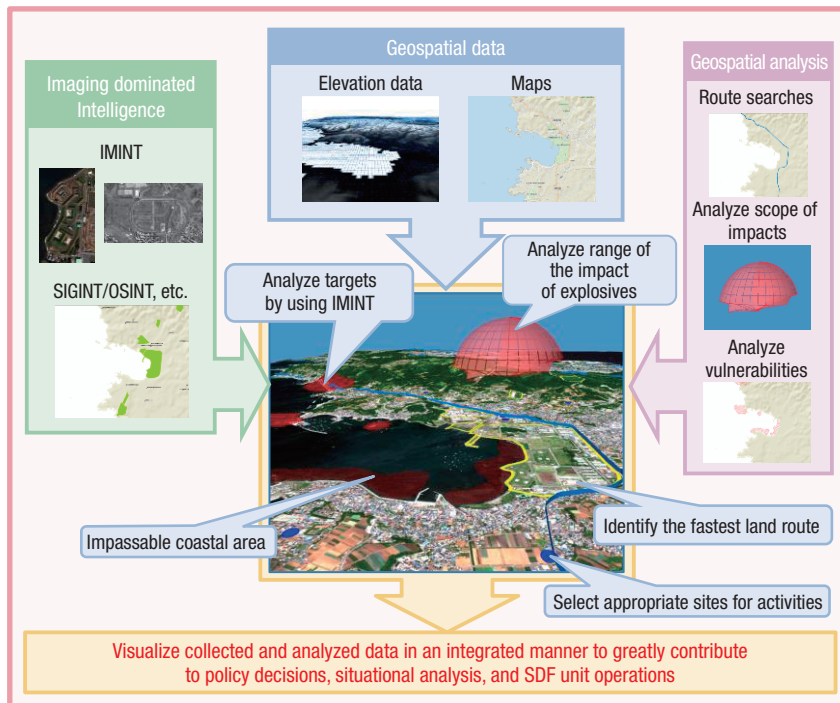 Imaging dominated
Intelligence
IMINT
SIGINT/OSINT, etc.
Geospatial data
Elevation data
Maps
Geospatial analysis
Route searches
Analyze scope of
impacts
Analyze
vulnerabilities
Analyze targets
by using IMINT
Analyze range of
the impact
of explosives
Impassable coastal area
Identify the fastest land route
Select appropriate sites for activities
Visualize collected and analyzed data in an integrated manner to greatly contribute
to policy decisions, situational analysis, and SDF unit operations